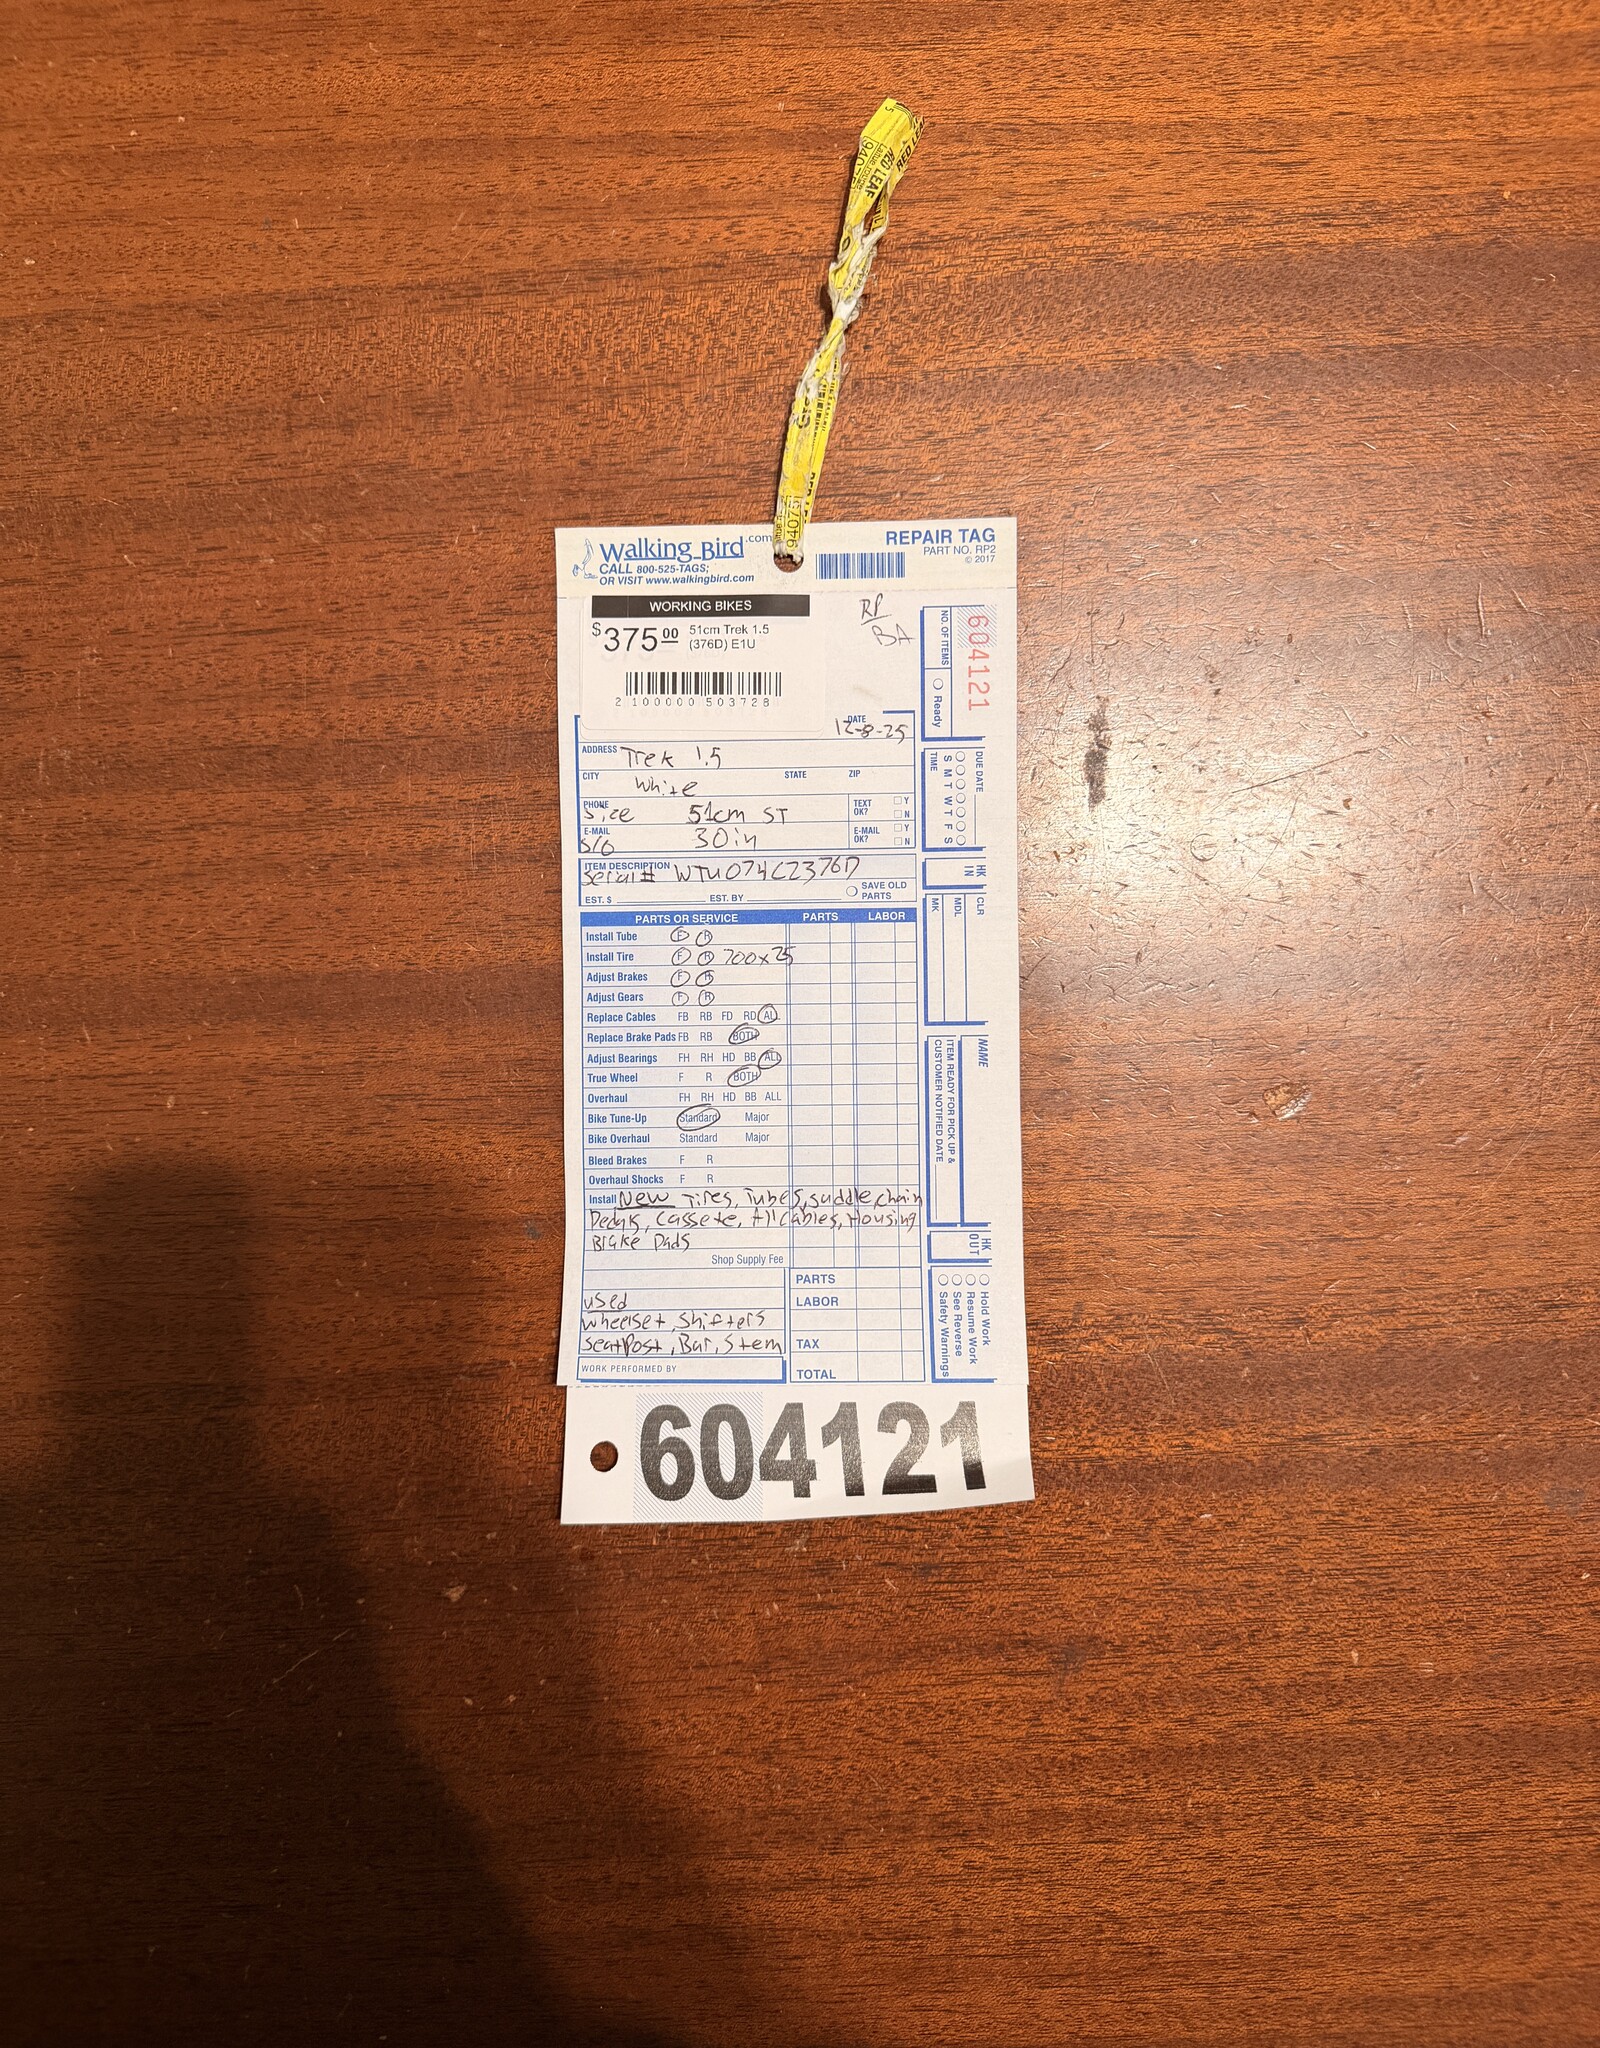 RED LEAF
Walking Bird.com
CALL 800-525-TAGS;
OR VISIT www.walkingbird.com
REPAIR TAG
PART NO. RP2
© 2017
WORKING BIKES
$375.00 51cm Trek 1.5
(376D) E1U
2 100000 503728
RP
BA
604121
NO. OF ITEMS
Ready
DATE 12-8-25
ADDRESS Trek 1.5
CITY White STATE ZIP
PHONE Size 51cm ST TEXT OK? Y N
E-MAIL S/O 30in E-MAIL OK? Y N
ITEM DESCRIPTION
Serial# WTU074C2376D
EST. $ EST. BY SAVE OLD PARTS
DUE DATE
S M T W T F S
TIME
HK IN
CLR
MDL
MK
PARTS OR SERVICE PARTS LABOR
Install Tube F R
Install Tire F R 700x25
Adjust Brakes F R
Adjust Gears F R
Replace Cables FB RB FD RD ALL
Replace Brake Pads FB RB BOTH
Adjust Bearings FH RH HD BB ALL
True Wheel F R BOTH
Overhaul FH RH HD BB ALL
Bike Tune-Up Standard Major
Bike Overhaul Standard Major
Bleed Brakes F R
Overhaul Shocks F R
Install New Tires, Tubes, suddle, chain
Pedals, Cassete, All Cables, Housing
Brake Pads
Shop Supply Fee
used
wheelset, Shifters
SeatPost, Bar, Stem
WORK PERFORMED BY
PARTS
LABOR
TAX
TOTAL
NAME
ITEM READY FOR PICK UP &
CUSTOMER NOTIFIED DATE
HK OUT
Hold Work
Resume Work
See Reverse
Safety Warnings
604121